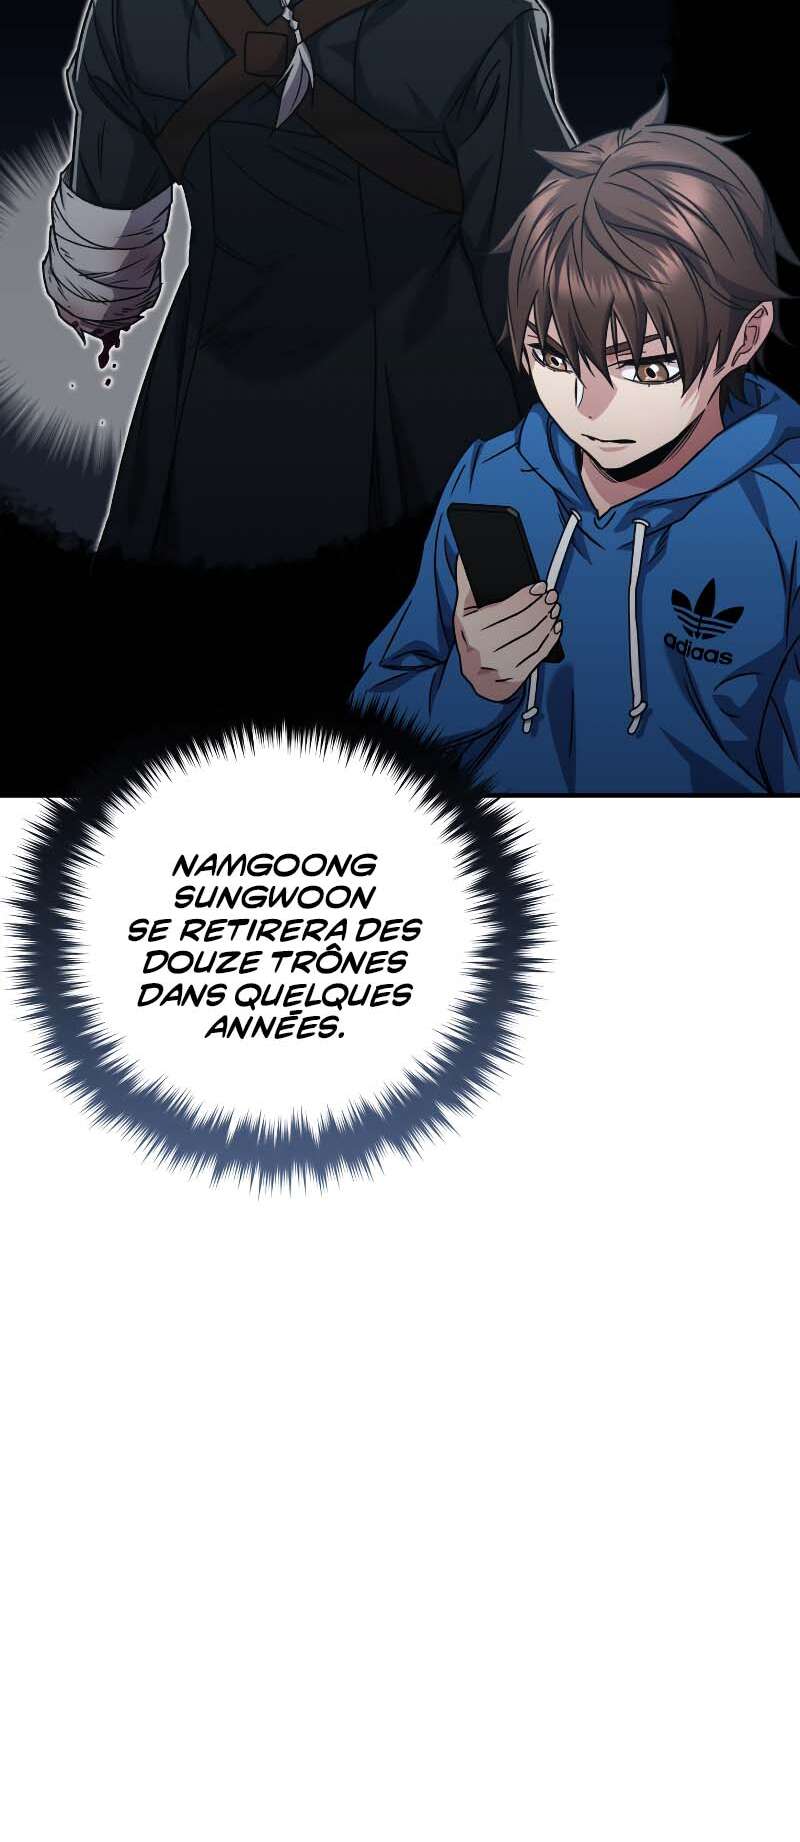 adiaas
NAMGOONG
SUNGWOON
SE RETIRERA DES
DOUZE TRÔNES
DANS QUELQUES
ANNÉES.